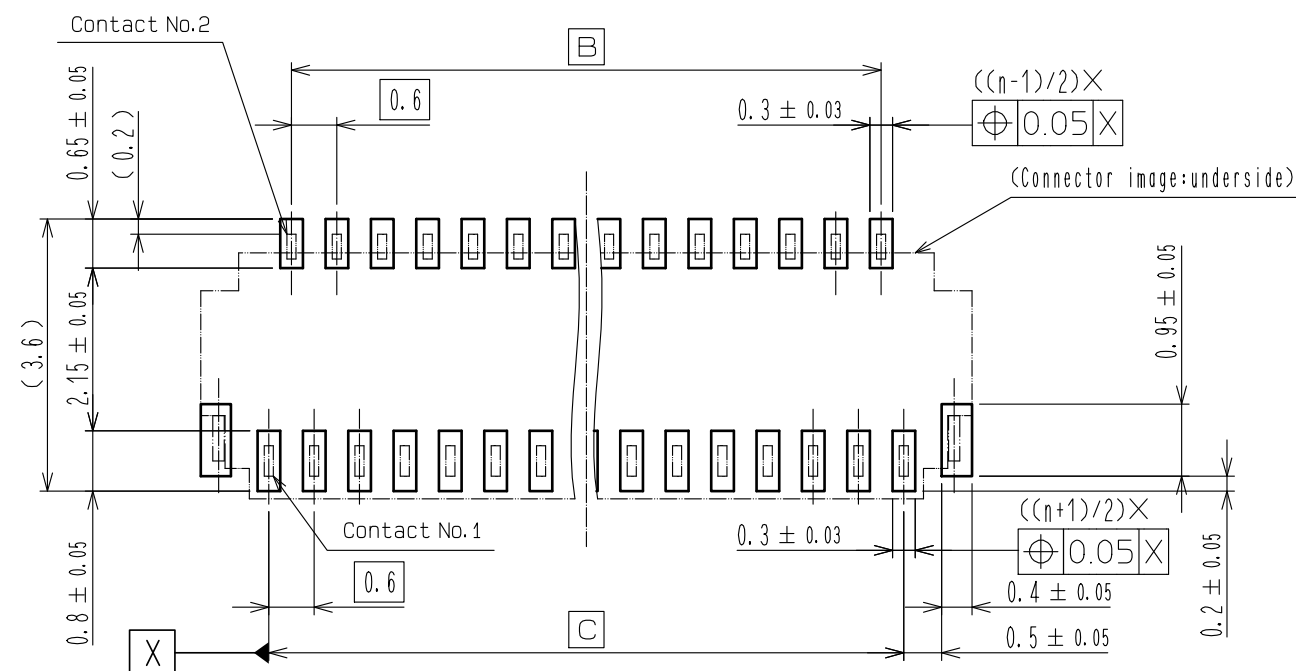 Contact No.2
B
0.6
0.3 ± 0.03
((n-1)/2)X
⌖ 0.05 X
(Connector image:underside)
0.65 ± 0.05
(0.2)
(3.6)
2.15 ± 0.05
0.95 ± 0.05
0.8 ± 0.05
Contact No.1
0.6
0.3 ± 0.03
((n+1)/2)X
⌖ 0.05 X
0.4 ± 0.05
0.2 ± 0.05
X
C
0.5 ± 0.05